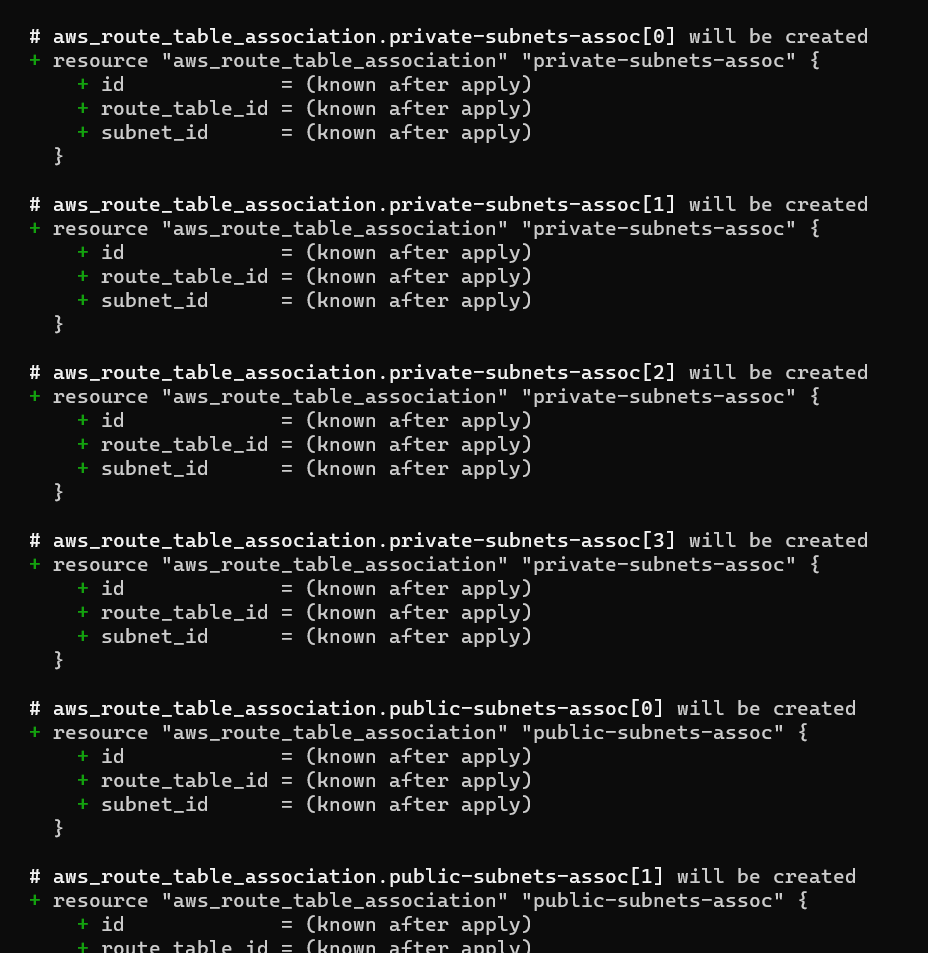 # aws_route_table_association.private-subnets-assoc[0] will be created
+ resource "aws_route_table_association" "private-subnets-assoc" {
    + id             = (known after apply)
    + route_table_id = (known after apply)
    + subnet_id      = (known after apply)
  }

# aws_route_table_association.private-subnets-assoc[1] will be created
+ resource "aws_route_table_association" "private-subnets-assoc" {
    + id             = (known after apply)
    + route_table_id = (known after apply)
    + subnet_id      = (known after apply)
  }

# aws_route_table_association.private-subnets-assoc[2] will be created
+ resource "aws_route_table_association" "private-subnets-assoc" {
    + id             = (known after apply)
    + route_table_id = (known after apply)
    + subnet_id      = (known after apply)
  }

# aws_route_table_association.private-subnets-assoc[3] will be created
+ resource "aws_route_table_association" "private-subnets-assoc" {
    + id             = (known after apply)
    + route_table_id = (known after apply)
    + subnet_id      = (known after apply)
  }

# aws_route_table_association.public-subnets-assoc[0] will be created
+ resource "aws_route_table_association" "public-subnets-assoc" {
    + id             = (known after apply)
    + route_table_id = (known after apply)
    + subnet_id      = (known after apply)
  }

# aws_route_table_association.public-subnets-assoc[1] will be created
+ resource "aws_route_table_association" "public-subnets-assoc" {
    + id             = (known after apply)
    + route_table_id = (known after apply)